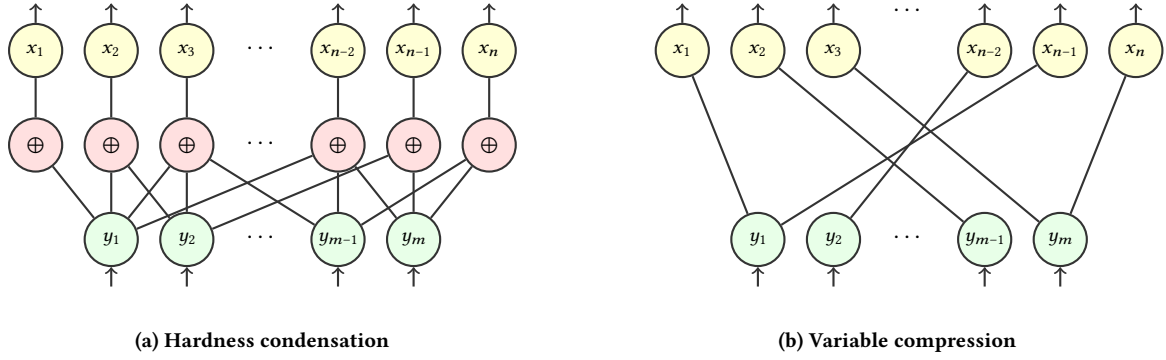 · · ·
x₁ x₂ x₃ · · · xₙ₋₂ xₙ₋₁ xₙ
x₁ x₂ x₃ xₙ₋₂ xₙ₋₁ xₙ
⊕ ⊕ ⊕ · · · ⊕ ⊕ ⊕
y₁ y₂ · · · yₘ₋₁ yₘ
y₁ y₂ · · · yₘ₋₁ yₘ
(a) Hardness condensation
(b) Variable compression